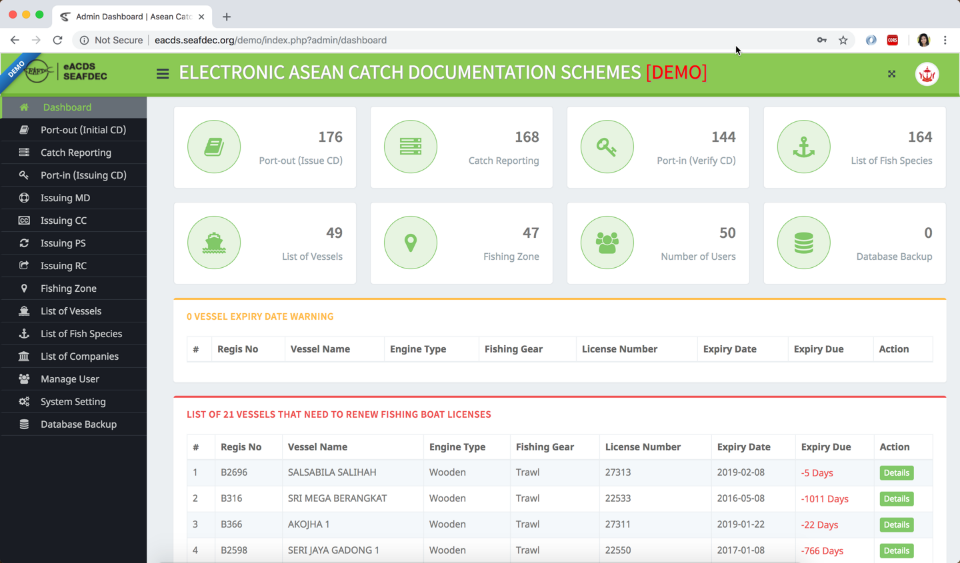 Admin Dashboard | Asean Catc
Not Secure | eacds.seafdec.org/demo/index.php?admin/dashboard
DEMO
eACDS
SEAFDEC
ELECTRONIC ASEAN CATCH DOCUMENTATION SCHEMES [DEMO]
Dashboard
Port-out (Initial CD)
Catch Reporting
Port-in (Issuing CD)
Issuing MD
Issuing CC
Issuing PS
Issuing RC
Fishing Zone
List of Vessels
List of Fish Species
List of Companies
Manage User
System Setting
Database Backup
176
Port-out (Issue CD)
168
Catch Reporting
144
Port-in (Verify CD)
164
List of Fish Species
49
List of Vessels
47
Fishing Zone
50
Number of Users
0
Database Backup
0 VESSEL EXPIRY DATE WARNING
# Regis No Vessel Name Engine Type Fishing Gear License Number Expiry Date Expiry Due Action
LIST OF 21 VESSELS THAT NEED TO RENEW FISHING BOAT LICENSES
# Regis No Vessel Name Engine Type Fishing Gear License Number Expiry Date Expiry Due Action
1 B2696 SALSABILA SALIHAH Wooden Trawl 27313 2019-02-08 -5 Days Details
2 B316 SRI MEGA BERANGKAT Wooden Trawl 22533 2016-05-08 -1011 Days Details
3 B366 AKOJHA 1 Wooden Trawl 27311 2019-01-22 -22 Days Details
4 B2598 SERI JAYA GADONG 1 Wooden Trawl 22550 2017-01-08 -766 Days Details